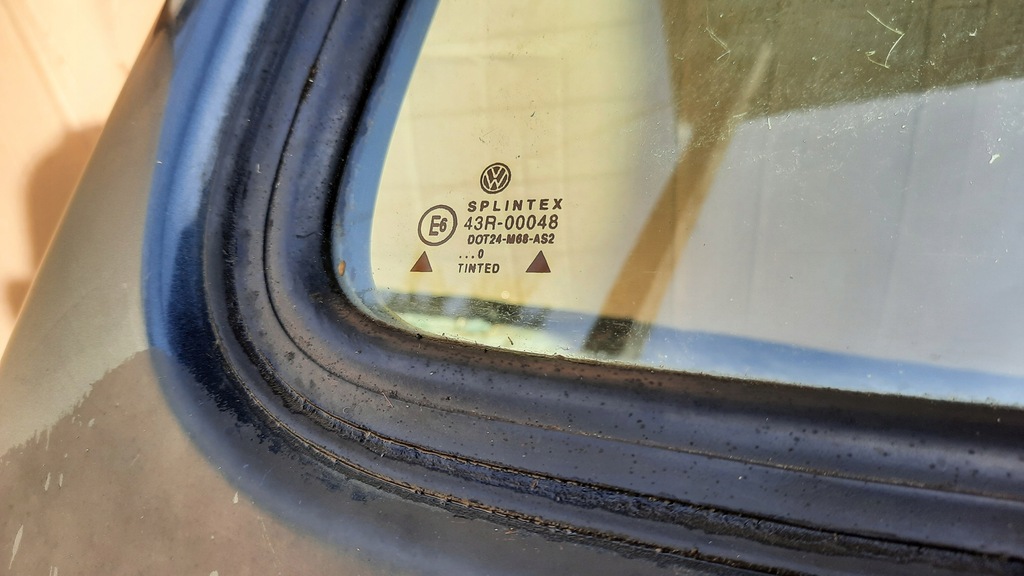 SPLINTEX
E6 43R-00048
DOT24-M68-AS2
...0
TINTED